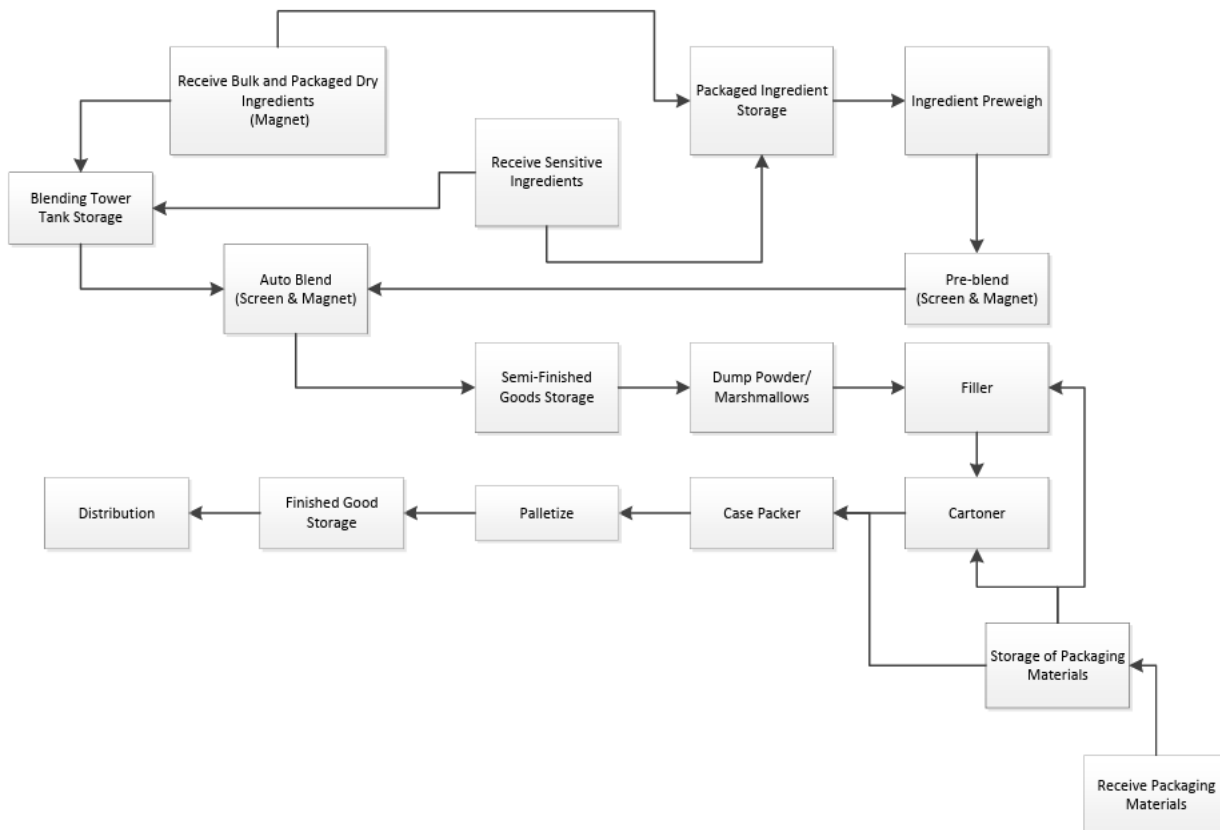 Receive Bulk and Packaged Dry
Ingredients
(Magnet)
Packaged Ingredient
Storage
Ingredient Preweigh
Receive Sensitive
Ingredients
Blending Tower
Tank Storage
Auto Blend
(Screen & Magnet)
Pre-blend
(Screen & Magnet)
Semi-Finished
Goods Storage
Dump Powder/
Marshmallows
Filler
Distribution
Finished Good
Storage
Palletize
Case Packer
Cartoner
Storage of Packaging
Materials
Receive Packaging
Materials